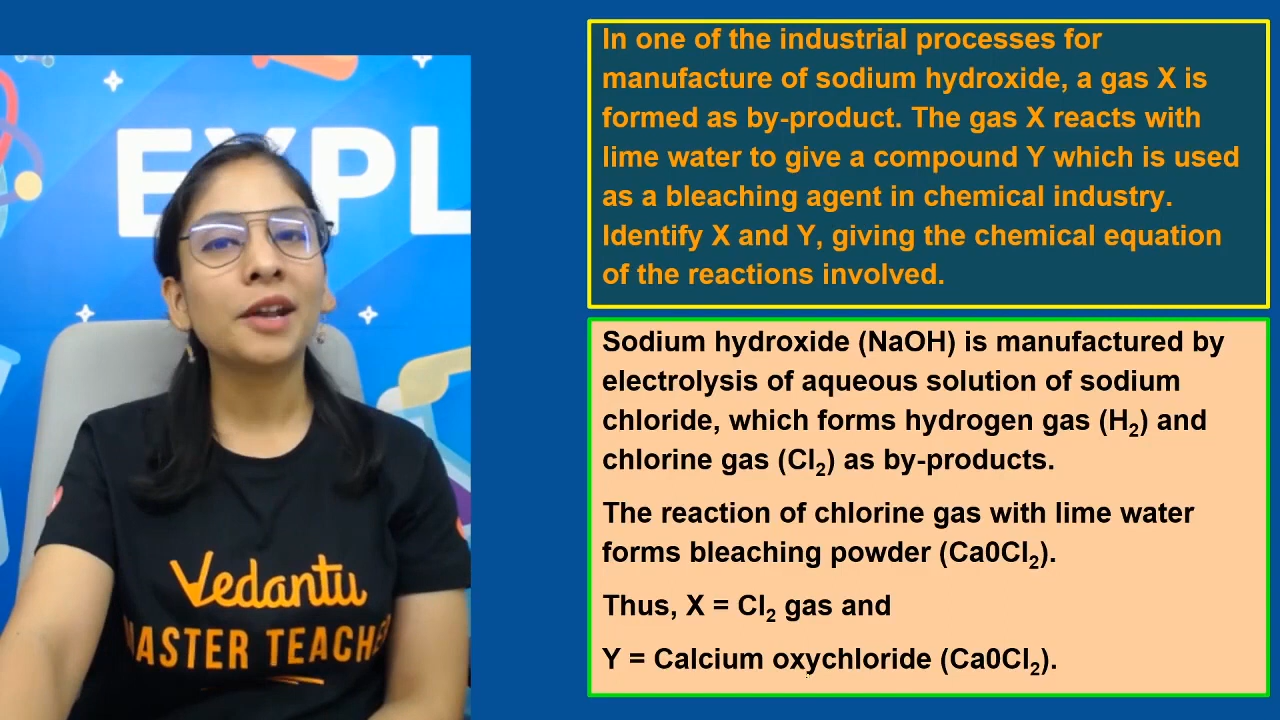 EXPL
Vedantu
MASTER TEACHE
In one of the industrial processes for
manufacture of sodium hydroxide, a gas X is
formed as by-product. The gas X reacts with
lime water to give a compound Y which is used
as a bleaching agent in chemical industry.
Identify X and Y, giving the chemical equation
of the reactions involved.
Sodium hydroxide (NaOH) is manufactured by
electrolysis of aqueous solution of sodium
chloride, which forms hydrogen gas (H₂) and
chlorine gas (Cl₂) as by-products.
The reaction of chlorine gas with lime water
forms bleaching powder (Ca0Cl₂).
Thus, X = Cl₂ gas and
Y = Calcium oxychloride (Ca0Cl₂).